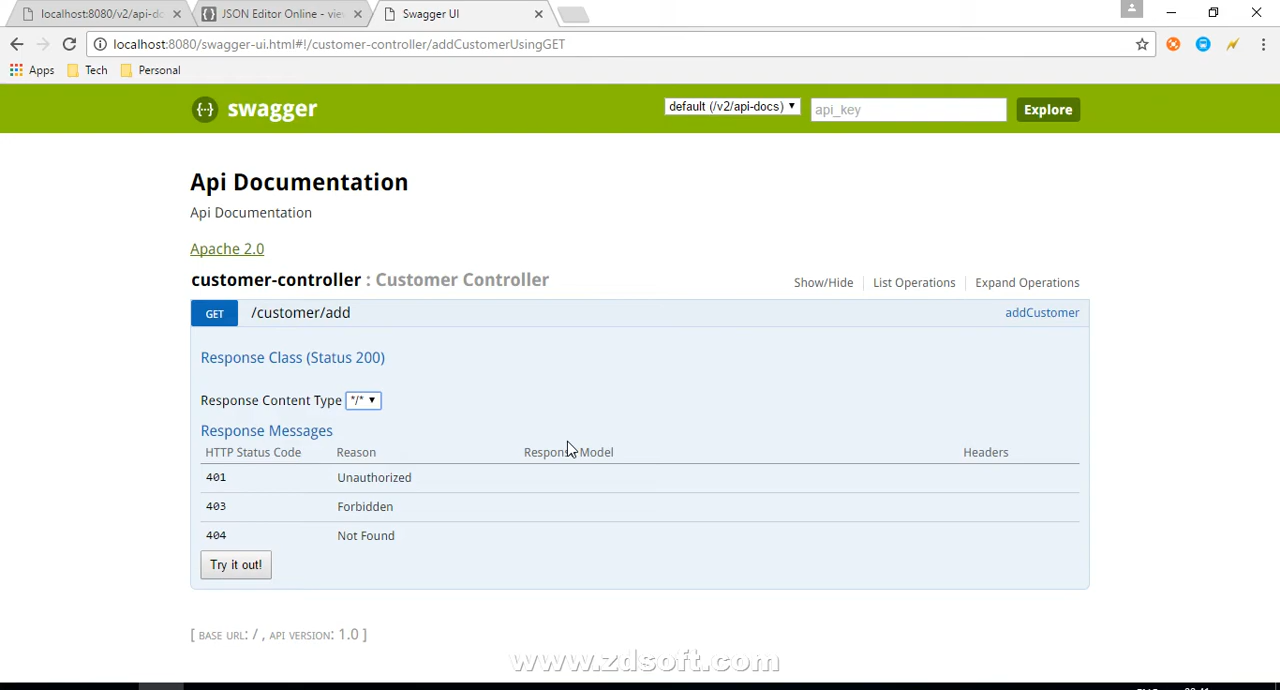 localhost:8080/v2/api-do
JSON Editor Online - vie
Swagger UI
localhost:8080/swagger-ui.html#!/customer-controller/addCustomerUsingGET
Apps Tech Personal
swagger
default (/v2/api-docs) api_key Explore
Api Documentation
Api Documentation
Apache 2.0
customer-controller : Customer Controller
Show/Hide List Operations Expand Operations
GET /customer/add addCustomer
Response Class (Status 200)
Response Content Type */*
Response Messages
HTTP Status Code Reason Response Model Headers
401 Unauthorized
403 Forbidden
404 Not Found
Try it out!
[ BASE URL: / , API VERSION: 1.0 ]
www.zdsoft.com